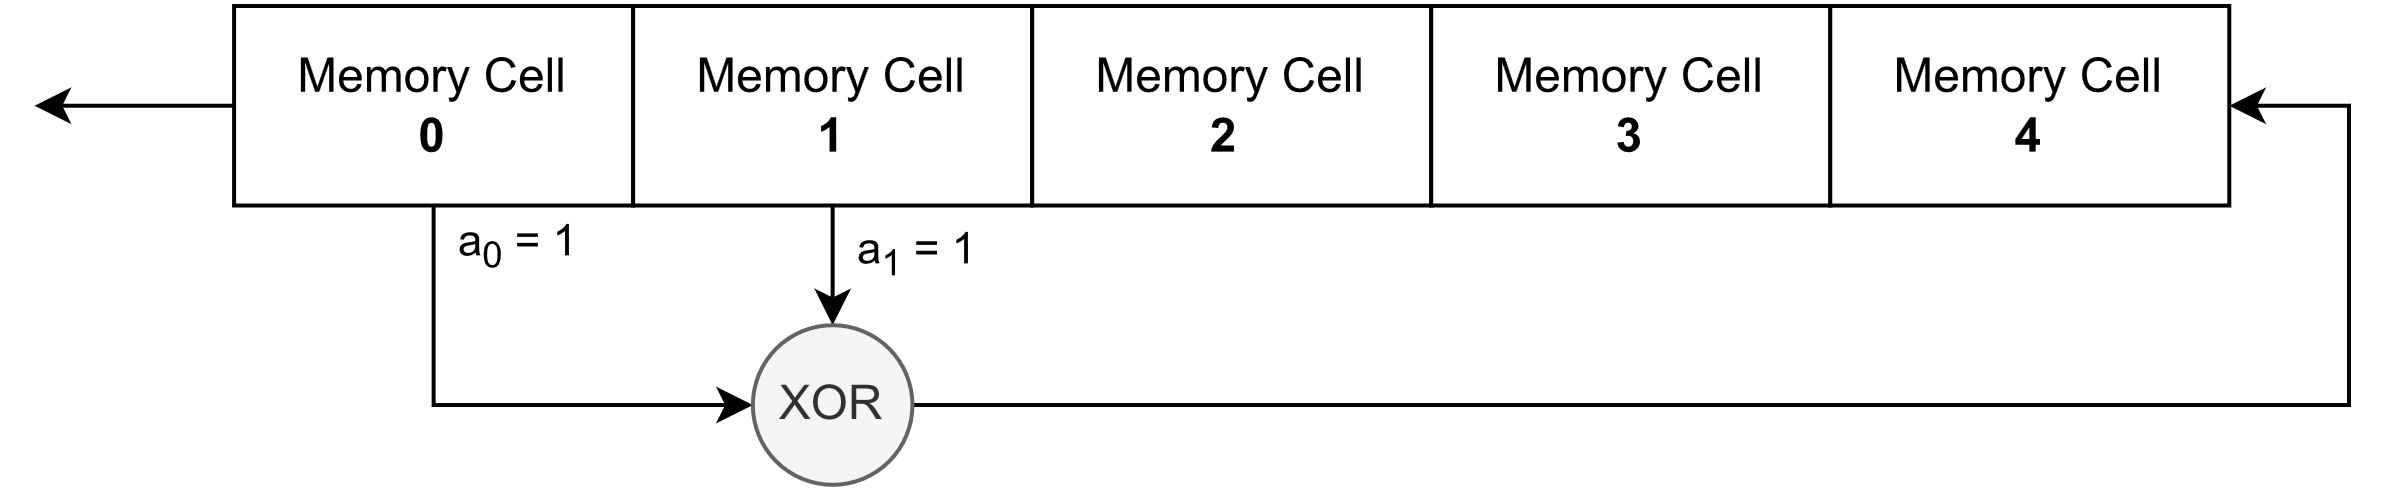 Memory Cell
0
Memory Cell
1
Memory Cell
2
Memory Cell
3
Memory Cell
4
a₀ = 1
a₁ = 1
XOR